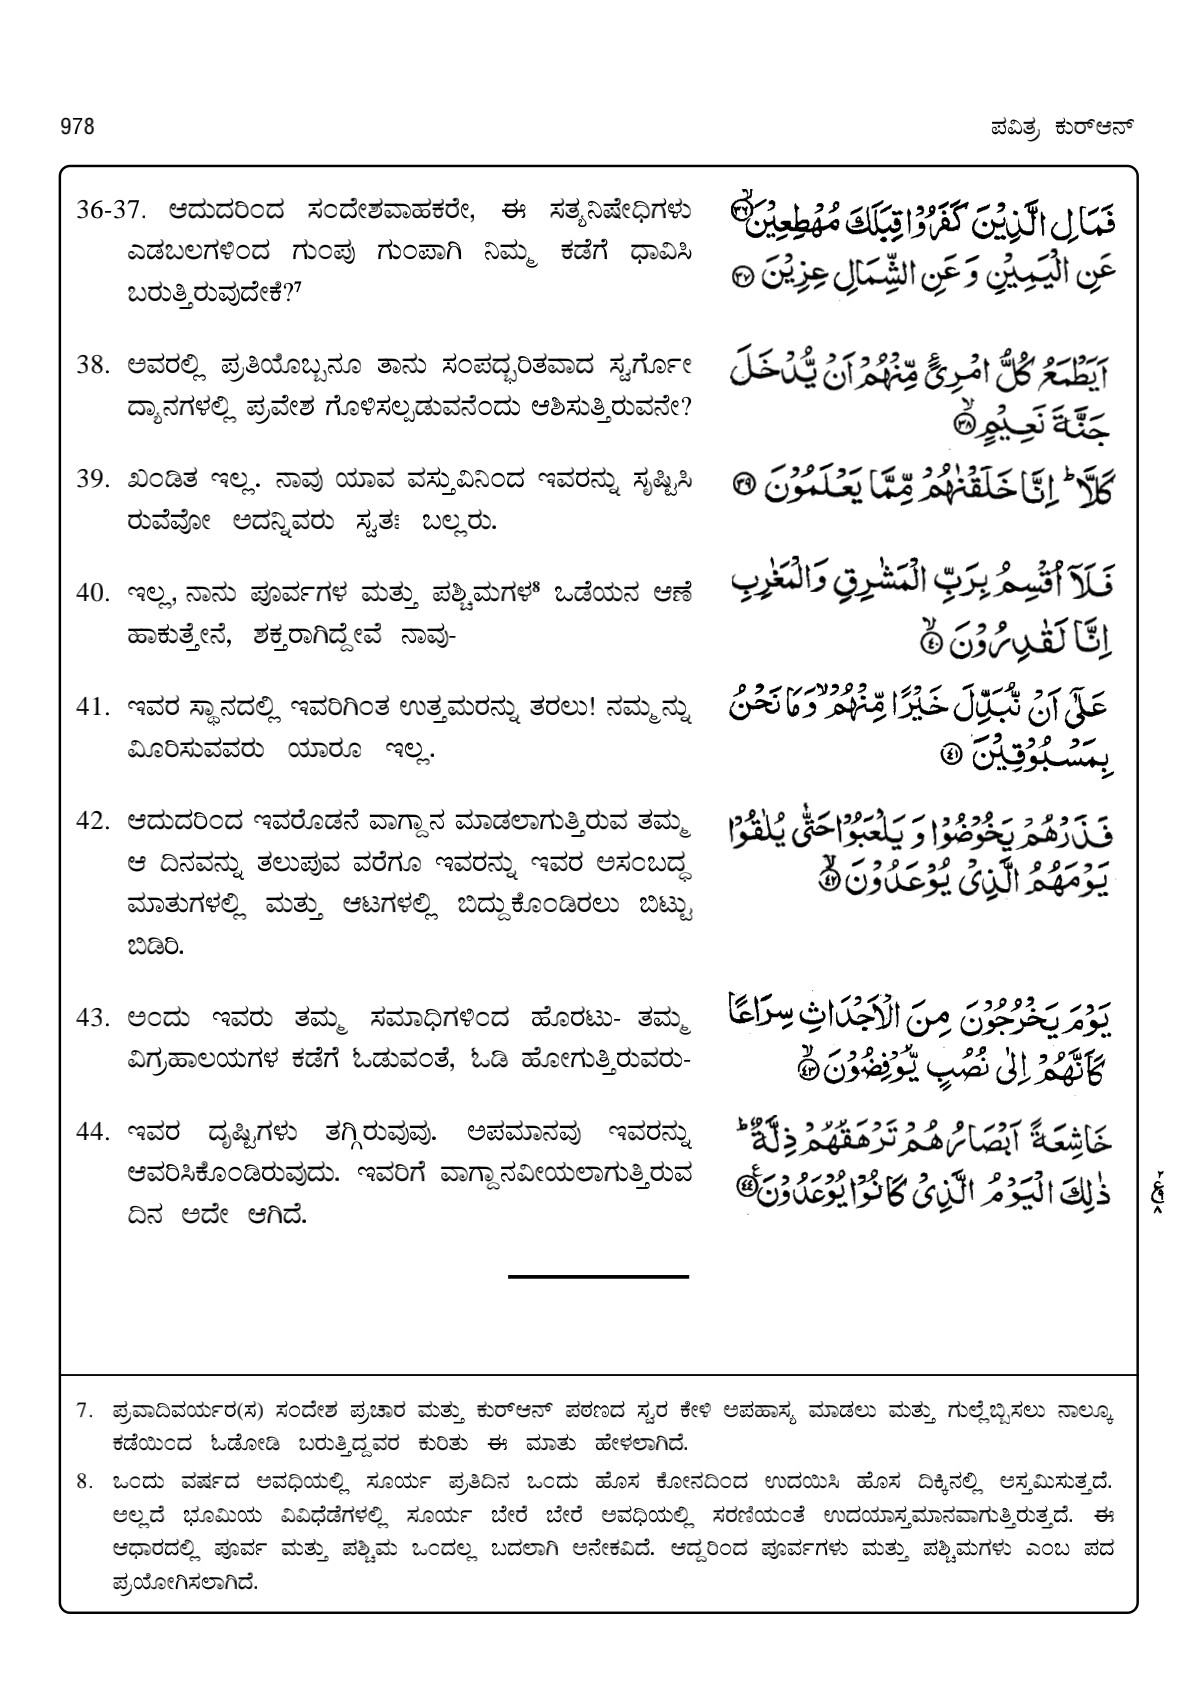 978
ಪವಿತ್ರ ಕುರ್‌ಆನ್
36-37. ಆದುದರಿಂದ ಸಂದೇಶವಾಹಕರೇ, ಈ ಸತ್ಯನಿಷೇಧಿಗಳು
ಎಡಬಲಗಳಿಂದ ಗುಂಪು ಗುಂಪಾಗಿ ನಿಮ್ಮ ಕಡೆಗೆ ಧಾವಿಸಿ
ಬರುತ್ತಿರುವುದೇಕೆ?⁷
فَمَالِ الَّذِيْنَ كَفَرُوْا قِبَلَكَ مُهْطِعِيْنَ ۙ﴿٣٦﴾
عَنِ الْيَمِيْنِ وَعَنِ الشِّمَالِ عِزِيْنَ ﴿٣٧﴾
38. ಅವರಲ್ಲಿ ಪ್ರತಿಯೊಬ್ಬನೂ ತಾನು ಸಂಪದ್ಭರಿತವಾದ ಸ್ವರ್ಗೋ
ದ್ಯಾನಗಳಲ್ಲಿ ಪ್ರವೇಶ ಗೊಳಿಸಲ್ಪಡುವನೆಂದು ಆಶಿಸುತ್ತಿರುವನೇ?
اَيَطْمَعُ كُلُّ امْرِئٍ مِّنْهُمْ اَنْ يُّدْخَلَ
جَنَّةَ نَعِيْمٍ ۙ﴿٣٨﴾
39. ಖಂಡಿತ ಇಲ್ಲ. ನಾವು ಯಾವ ವಸ್ತುವಿನಿಂದ ಇವರನ್ನು ಸೃಷ್ಟಿಸಿ
ರುವೆವೋ ಅದನ್ನಿವರು ಸ್ವತಃ ಬಲ್ಲರು.
كَلَّا ؕ اِنَّا خَلَقْنٰهُمْ مِّمَّا يَعْلَمُوْنَ ﴿٣٩﴾
40. ಇಲ್ಲ, ನಾನು ಪೂರ್ವಗಳ ಮತ್ತು ಪಶ್ಚಿಮಗಳ⁸ ಒಡೆಯನ ಆಣೆ
ಹಾಕುತ್ತೇನೆ, ಶಕ್ತರಾಗಿದ್ದೇವೆ ನಾವು-
فَلَاۤ اُقْسِمُ بِرَبِّ الْمَشٰرِقِ وَالْمَغٰرِبِ
اِنَّا لَقٰدِرُوْنَ ۙ﴿٤٠﴾
41. ಇವರ ಸ್ಥಾನದಲ್ಲಿ ಇವರಿಗಿಂತ ಉತ್ತಮರನ್ನು ತರಲು! ನಮ್ಮನ್ನು
ಮೀರಿಸುವವರು ಯಾರೂ ಇಲ್ಲ.
عَلٰۤى اَنْ نُّبَدِّلَ خَيْرًا مِّنْهُمْ ۙ وَمَا نَحْنُ
بِمَسْبُوْقِيْنَ ﴿٤١﴾
42. ಆದುದರಿಂದ ಇವರೊಡನೆ ವಾಗ್ದಾನ ಮಾಡಲಾಗುತ್ತಿರುವ ತಮ್ಮ
ಆ ದಿನವನ್ನು ತಲುಪುವ ವರೆಗೂ ಇವರನ್ನು ಇವರ ಅಸಂಬದ್ಧ
ಮಾತುಗಳಲ್ಲಿ ಮತ್ತು ಆಟಗಳಲ್ಲಿ ಬಿದ್ದುಕೊಂಡಿರಲು ಬಿಟ್ಟು
ಬಿಡಿರಿ.
فَذَرْهُمْ يَخُوْضُوْا وَيَلْعَبُوْا حَتّٰى يُلٰقُوْا
يَوْمَهُمُ الَّذِىْ يُوْعَدُوْنَ ۙ﴿٤٢﴾
43. ಅಂದು ಇವರು ತಮ್ಮ ಸಮಾಧಿಗಳಿಂದ ಹೊರಟು- ತಮ್ಮ
ವಿಗ್ರಹಾಲಯಗಳ ಕಡೆಗೆ ಓಡುವಂತೆ, ಓಡಿ ಹೋಗುತ್ತಿರುವರು-
يَوْمَ يَخْرُجُوْنَ مِنَ الْاَجْدَاثِ سِرَاعًا
كَاَنَّهُمْ اِلٰى نُصُبٍ يُّوْفِضُوْنَ ۙ﴿٤٣﴾
44. ಇವರ ದೃಷ್ಟಿಗಳು ತಗ್ಗಿರುವುವು. ಅಪಮಾನವು ಇವರನ್ನು
ಆವರಿಸಿಕೊಂಡಿರುವುದು. ಇವರಿಗೆ ವಾಗ್ದಾನವೀಯಲಾಗುತ್ತಿರುವ
ದಿನ ಅದೇ ಆಗಿದೆ.
خَاشِعَةً اَبْصَارُهُمْ تَرْهَقُهُمْ ذِلَّةٌ ؕ
ذٰلِكَ الْيَوْمُ الَّذِىْ كَانُوْا يُوْعَدُوْنَ ﴿٤٤﴾
7. ಪ್ರವಾದಿವರ್ಯರ(ಸ) ಸಂದೇಶ ಪ್ರಚಾರ ಮತ್ತು ಕುರ್‌ಆನ್ ಪಠಣದ ಸ್ವರ ಕೇಳಿ ಅಪಹಾಸ್ಯ ಮಾಡಲು ಮತ್ತು ಗುಲ್ಲೆಬ್ಬಿಸಲು ನಾಲ್ಕೂ
ಕಡೆಯಿಂದ ಓಡೋಡಿ ಬರುತ್ತಿದ್ದವರ ಕುರಿತು ಈ ಮಾತು ಹೇಳಲಾಗಿದೆ.
8. ಒಂದು ವರ್ಷದ ಅವಧಿಯಲ್ಲಿ ಸೂರ್ಯ ಪ್ರತಿದಿನ ಒಂದು ಹೊಸ ಕೋನದಿಂದ ಉದಯಿಸಿ ಹೊಸ ದಿಕ್ಕಿನಲ್ಲಿ ಅಸ್ತಮಿಸುತ್ತದೆ.
ಅಲ್ಲದೆ ಭೂಮಿಯ ವಿವಿಧೆಡೆಗಳಲ್ಲಿ ಸೂರ್ಯ ಬೇರೆ ಬೇರೆ ಅವಧಿಯಲ್ಲಿ ಸರಣಿಯಂತೆ ಉದಯಾಸ್ತಮಾನವಾಗುತ್ತಿರುತ್ತದೆ. ಈ
ಆಧಾರದಲ್ಲಿ ಪೂರ್ವ ಮತ್ತು ಪಶ್ಚಿಮ ಒಂದಲ್ಲ ಬದಲಾಗಿ ಅನೇಕವಿದೆ. ಆದ್ದರಿಂದ ಪೂರ್ವಗಳು ಮತ್ತು ಪಶ್ಚಿಮಗಳು ಎಂಬ ಪದ
ಪ್ರಯೋಗಿಸಲಾಗಿದೆ.